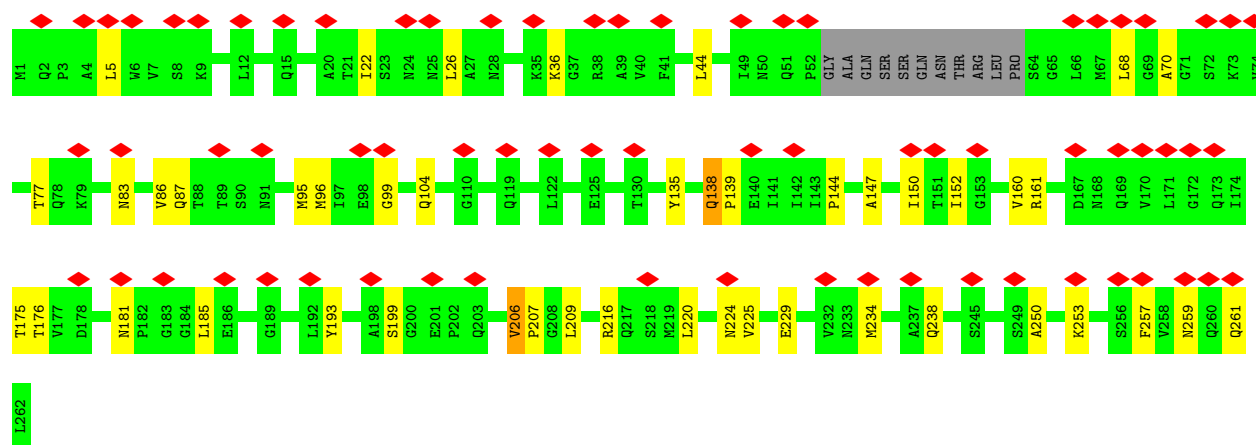 M1 Q2 P3 A4 L5 W6 V7 S8 K9 L12 Q15 A20 T21 I22 S23 N24 N25 L26 A27 N28 K35 K36 G37 R38 A39 V40 F41 L44 I49 N50 Q51 P52 GLY ALA GLN SER SER GLN ASN THR ARG LEU PRO S64 G65 L66 M67 L68 G69 A70 G71 S72 K73
T77 Q78 K79 N83 V86 Q87 T88 T89 S90 N91 M95 M96 I97 E98 G99 Q104 G110 Q119 L122 E125 T130 Y135 Q138 P139 E140 I141 I142 I143 P144 A147 I150 T151 I152 G153 V160 R161 D167 N168 Q169 V170 L171 G172 Q173 I174
T175 T176 V177 D178 N181 P182 G183 G184 L185 E186 G189 L192 Y193 A198 S199 G200 E201 P202 Q203 V206 P207 G208 L209 R216 Q217 S218 M219 L220 N224 V225 E229 V232 N233 M234 A237 Q238 S245 S249 A250 K253 S256 F257 V258 N259 Q260 Q261
L262